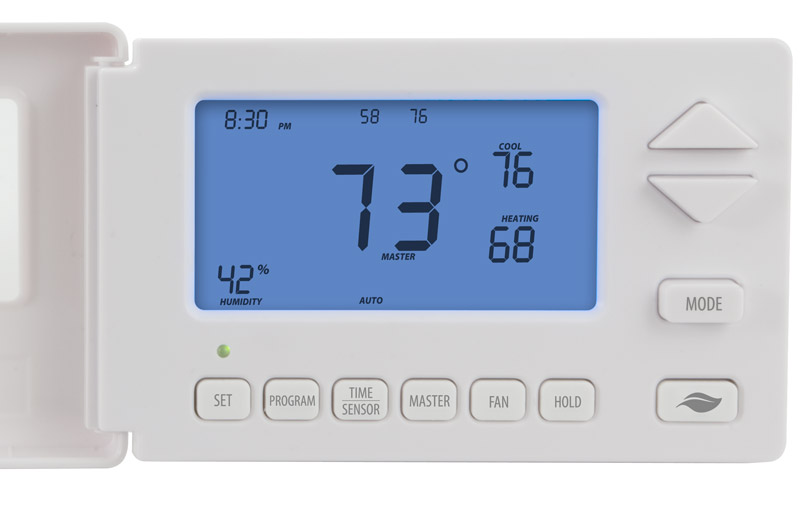 8:30 PM 58 76
COOL
76
73°
HEATING
68
MASTER
42%
HUMIDITY
AUTO
MODE
SET
PROGRAM
TIME
SENSOR
MASTER
FAN
HOLD